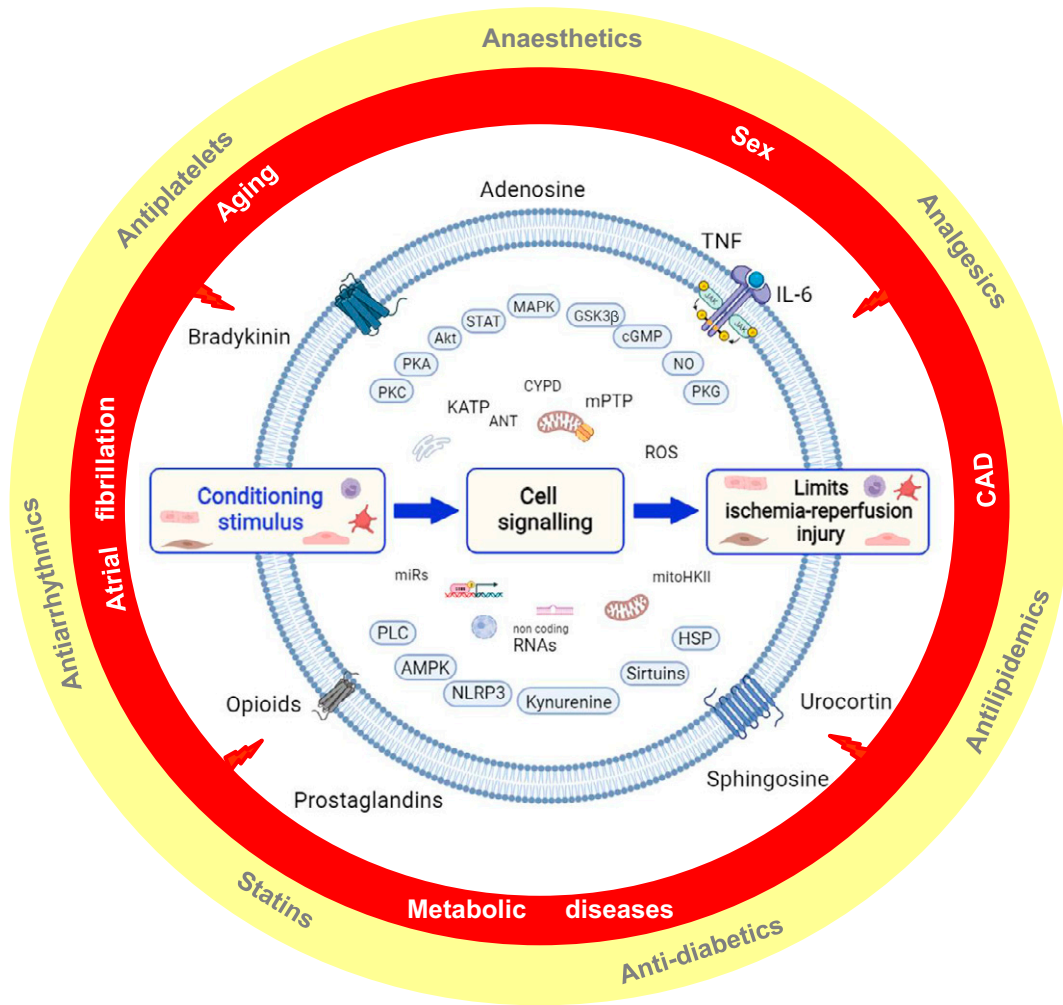 Anaesthetics
Antiplatelets
Analgesics
Antiarrhythmics
Antilipidemics
Statins
Anti-diabetics
Aging
Sex
Atrial fibrillation
CAD
Metabolic diseases
Adenosine
TNF
IL-6
Bradykinin
JAK
JAK
MAPK
STAT
GSK3β
Akt
cGMP
PKA
NO
PKC
PKG
CYPD
KATP
ANT
mPTP
ROS
Conditioning
stimulus
Cell
signalling
Limits
ischemia-reperfusion
injury
miRs
mitoHKII
non coding
RNAs
PLC
HSP
AMPK
Sirtuins
NLRP3
Kynurenine
Opioids
Urocortin
Prostaglandins
Sphingosine